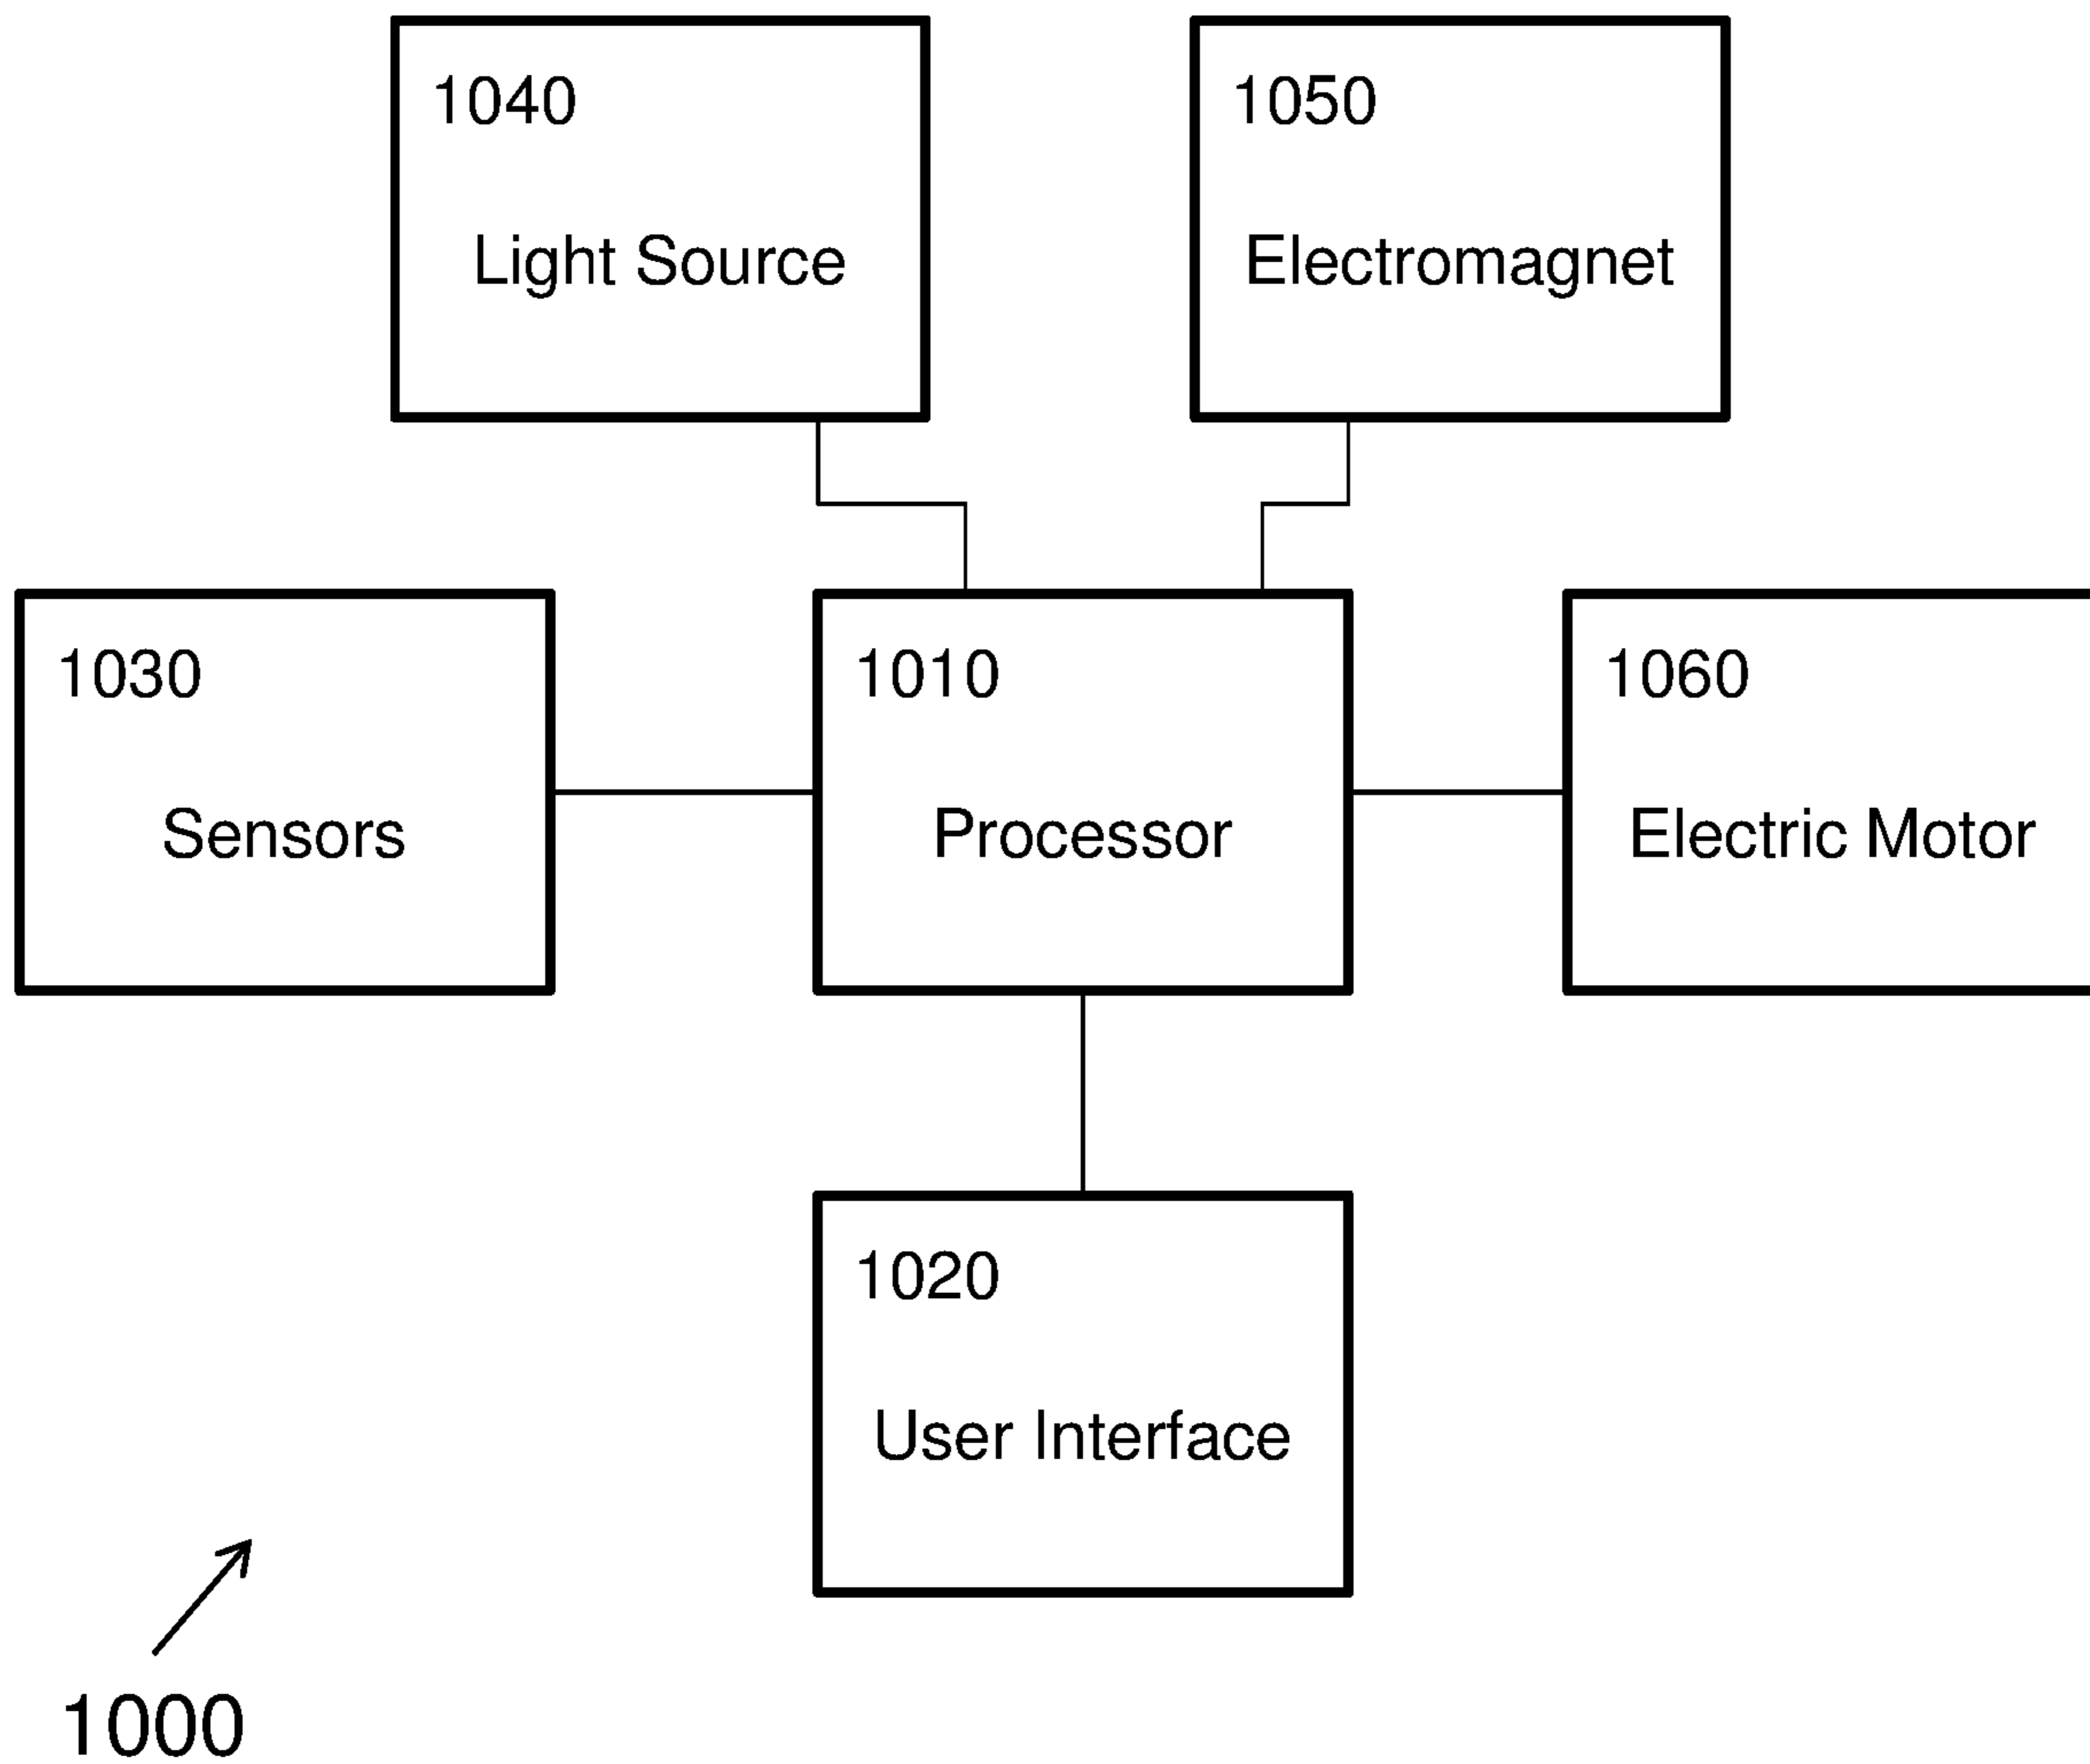 1040
Light Source
1050
Electromagnet
1030
Sensors
1010
Processor
1060
Electric Motor
1020
User Interface
1000